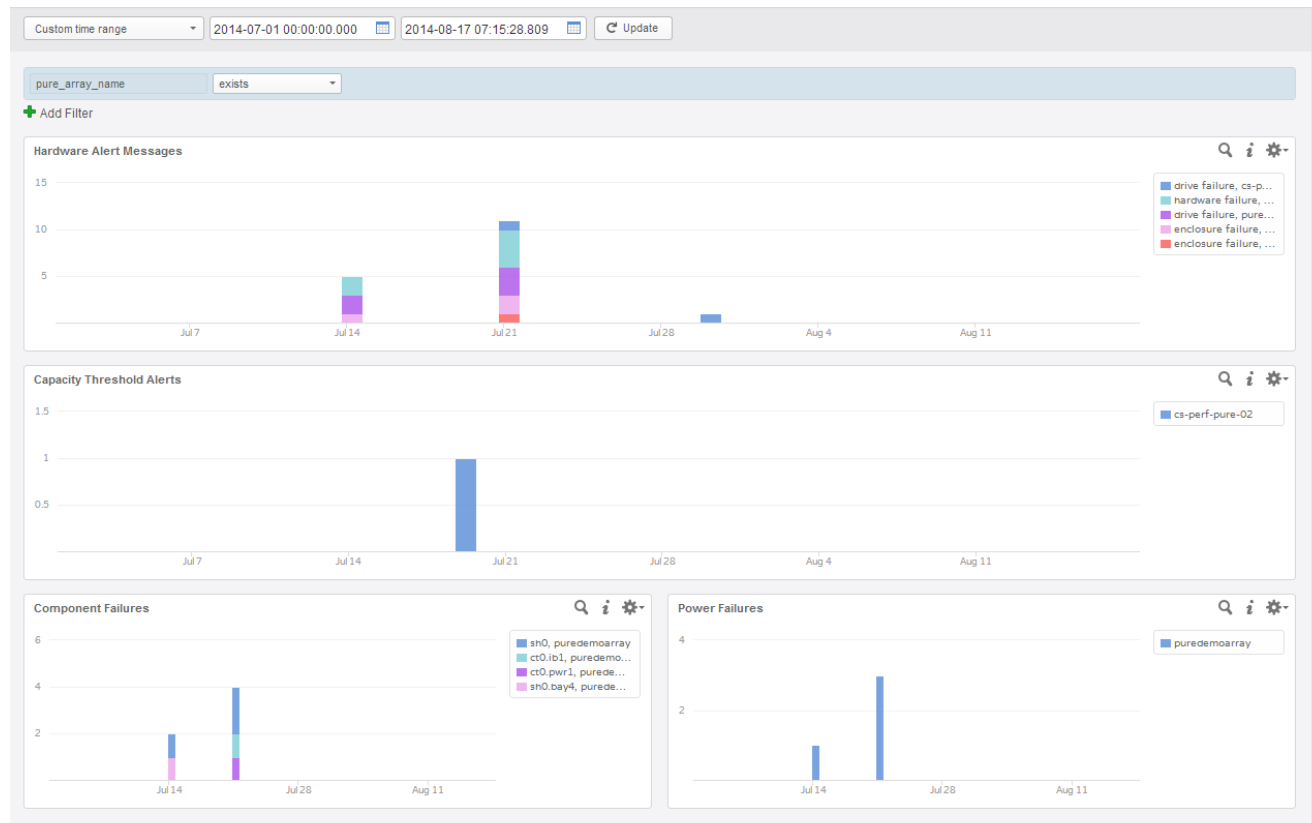 Custom time range 2014-07-01 00:00:00.000 2014-08-17 07:15:28.809 Update
pure_array_name exists
Add Filter
Hardware Alert Messages
15
10
5
Jul 7 Jul 14 Jul 21 Jul 28 Aug 4 Aug 11
drive failure, cs-p...
hardware failure, ...
drive failure, pure...
enclosure failure, ...
enclosure failure, ...
Capacity Threshold Alerts
1.5
1
0.5
Jul 7 Jul 14 Jul 21 Jul 28 Aug 4 Aug 11
cs-perf-pure-02
Component Failures
6
4
2
Jul 14 Jul 28 Aug 11
sh0, puredemoarray
ct0.ib1, puredemo...
ct0.pwr1, purede...
sh0.bay4, purede...
Power Failures
4
2
Jul 14 Jul 28 Aug 11
puredemoarray